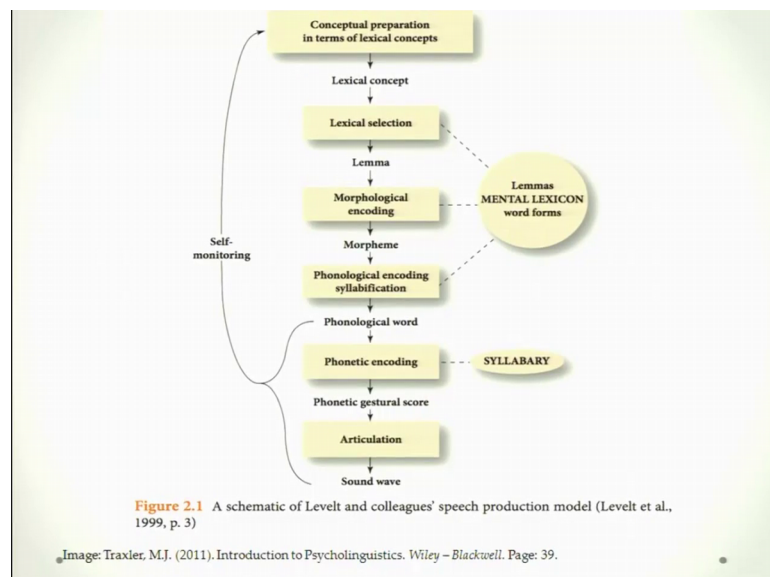 Conceptual preparation
in terms of lexical concepts
Lexical concept
Lexical selection
Lemma
Lemmas
MENTAL LEXICON
word forms
Morphological
encoding
Self-
monitoring
Morpheme
Phonological encoding
syllabification
Phonological word
Phonetic encoding
SYLLABARY
Phonetic gestural score
Articulation
Sound wave
Figure 2.1 A schematic of Levelt and colleagues' speech production model (Levelt et al.,
1999, p. 3)
Image: Traxler, M.J. (2011). Introduction to Psycholinguistics. Wiley – Blackwell. Page: 39.